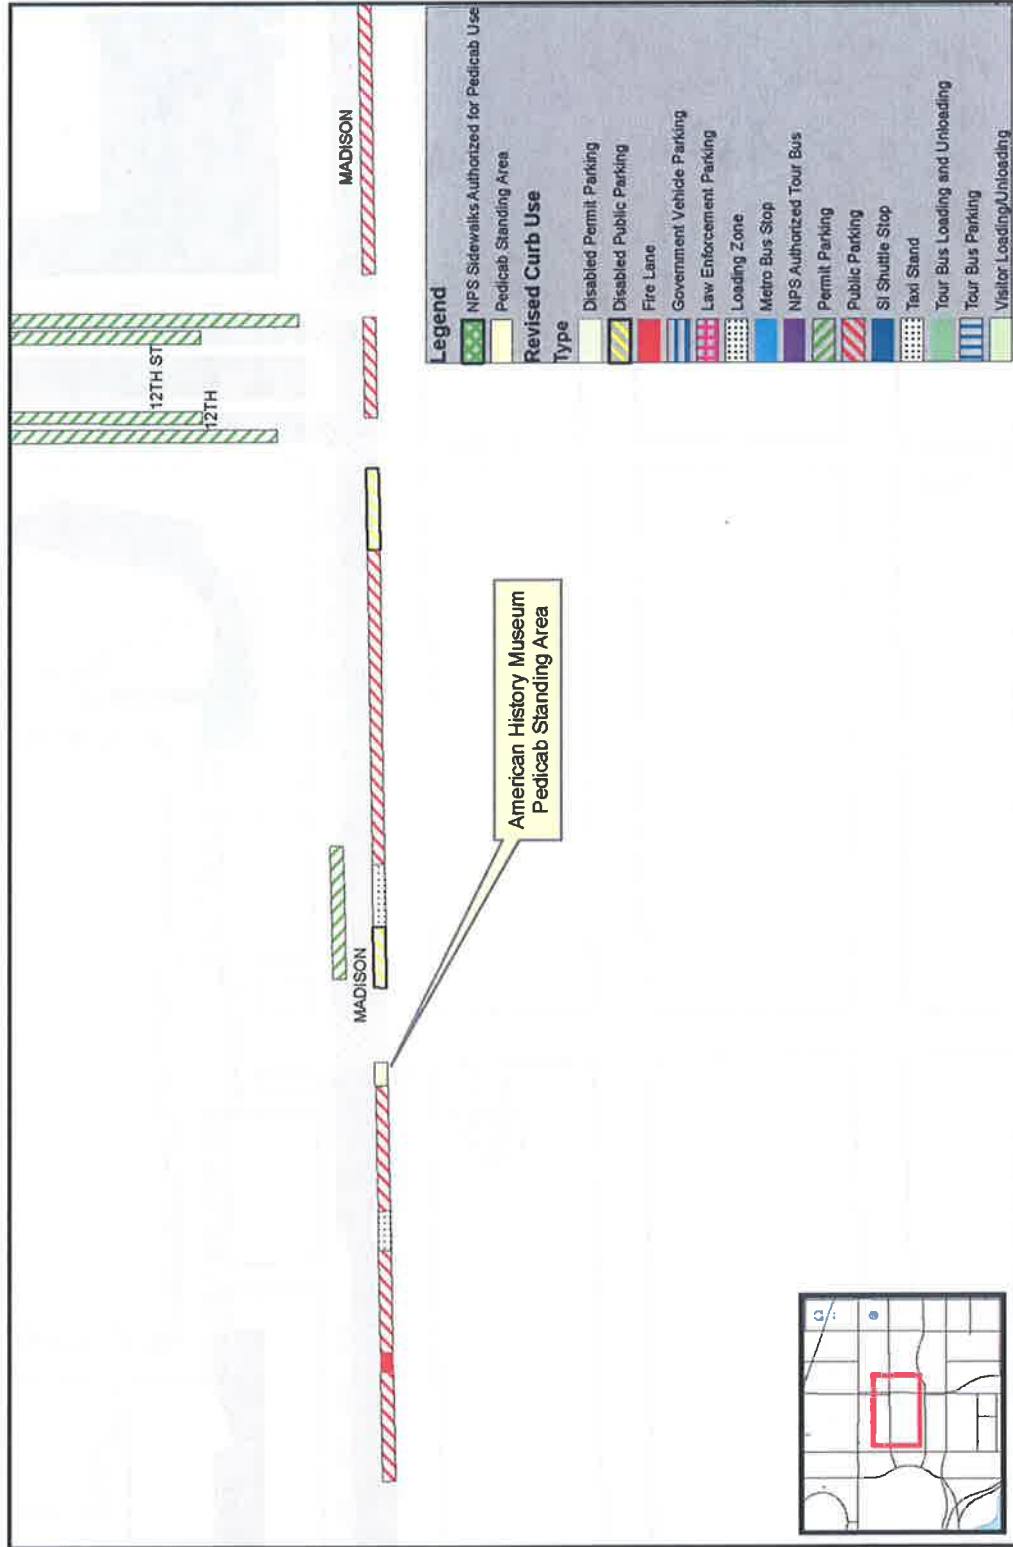 MADISON
12TH ST
12TH
MADISON
American History Museum
Pedicab Standing Area
Legend
NPS Sidewalks Authorized for Pedicab Use
Pedicab Standing Area
Revised Curb Use
Type
Disabled Permit Parking
Disabled Public Parking
Fire Lane
Government Vehicle Parking
Law Enforcement Parking
Loading Zone
Metro Bus Stop
NPS Authorized Tour Bus
Permit Parking
Public Parking
SI Shuttle Stop
Taxi Stand
Tour Bus Loading and Unloading
Tour Bus Parking
Visitor Loading/Unloading